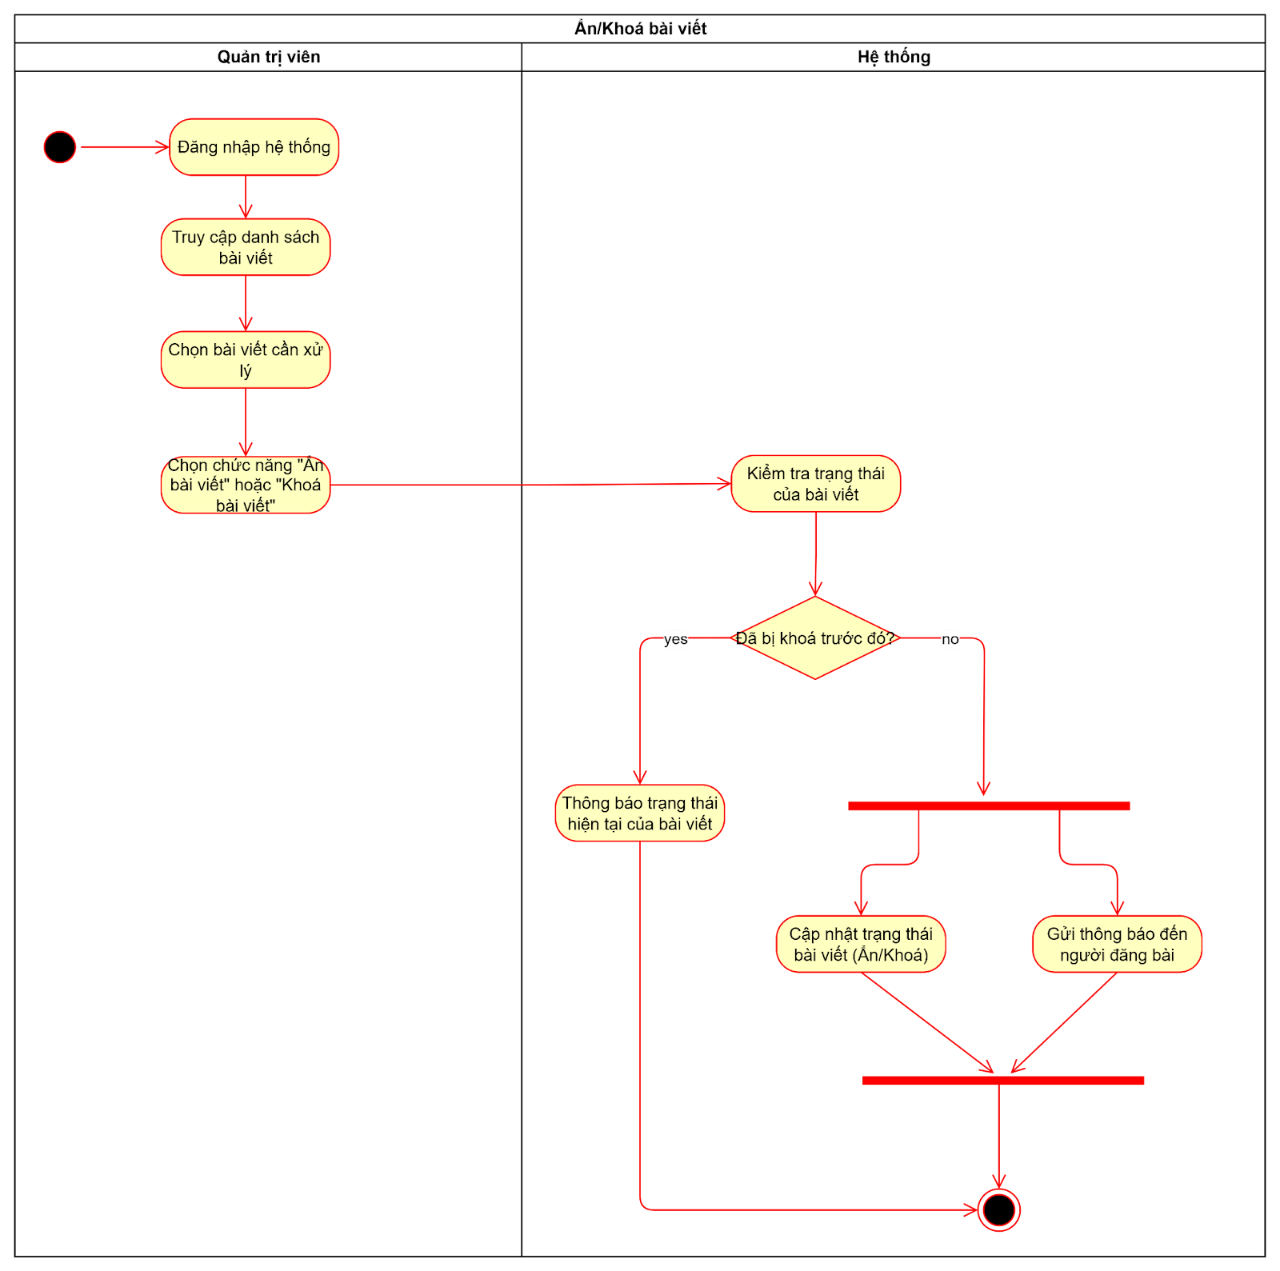 Ẩn/Khoá bài viết
Quản trị viên
Hệ thống
Đăng nhập hệ thống
Truy cập danh sách
bài viết
Chọn bài viết cần xử
lý
Chọn chức năng "Ẩn
bài viết" hoặc "Khoá
bài viết"
Kiểm tra trạng thái
của bài viết
Đã bị khoá trước đó?
yes
no
Thông báo trạng thái
hiện tại của bài viết
Cập nhật trạng thái
bài viết (Ẩn/Khoá)
Gửi thông báo đến
người đăng bài